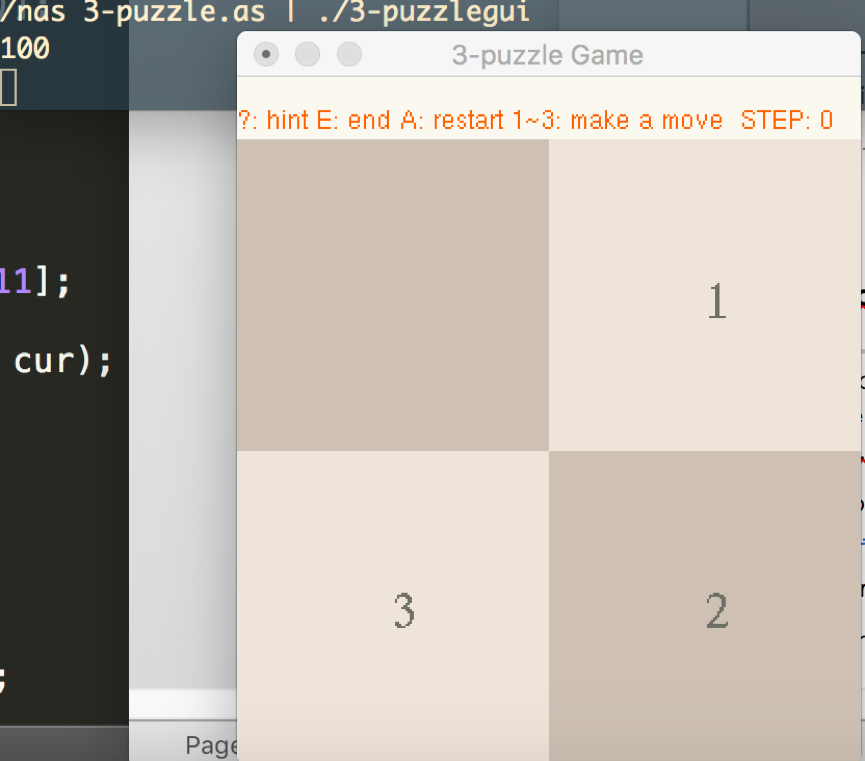 /nas 3-puzzle.as | ./3-puzzlegui
100
3-puzzle Game
?: hint E: end A: restart 1~3: make a move STEP: 0
11];
1
cur);
3
2
;
Page